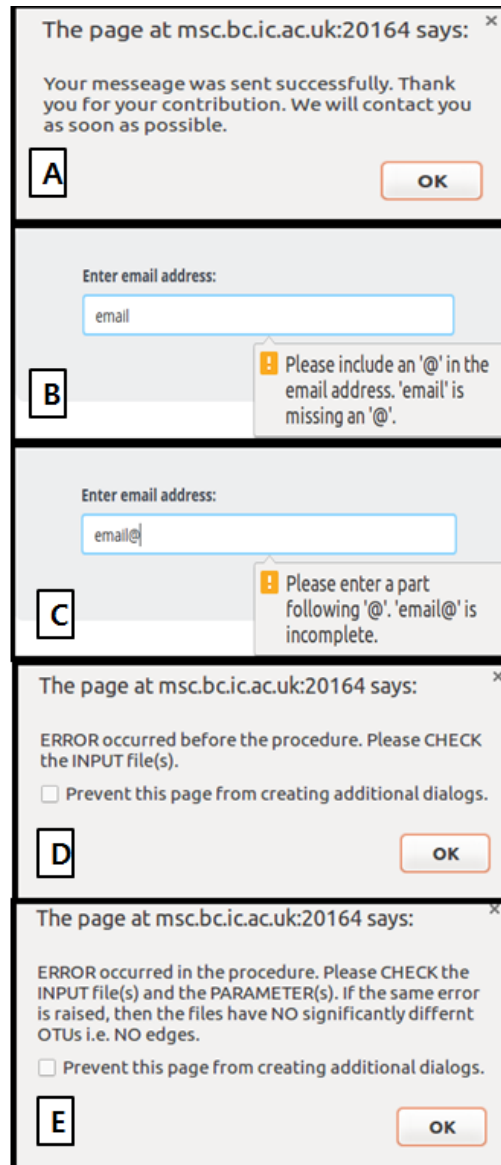 The page at msc.bc.ic.ac.uk:20164 says: ×
Your messeage was sent successfully. Thank
you for your contribution. We will contact you
as soon as possible.
A
OK
Enter email address:
email
! Please include an '@' in the
email address. 'email' is
missing an '@'.
B
Enter email address:
email@
! Please enter a part
following '@'. 'email@' is
incomplete.
C
The page at msc.bc.ic.ac.uk:20164 says: ×
ERROR occurred before the procedure. Please CHECK
the INPUT file(s).
Prevent this page from creating additional dialogs.
D
OK
The page at msc.bc.ic.ac.uk:20164 says: ×
ERROR occurred in the procedure. Please CHECK the
INPUT file(s) and the PARAMETER(s). If the same error
is raised, then the files have NO significantly differnt
OTUs i.e. NO edges.
Prevent this page from creating additional dialogs.
E
OK